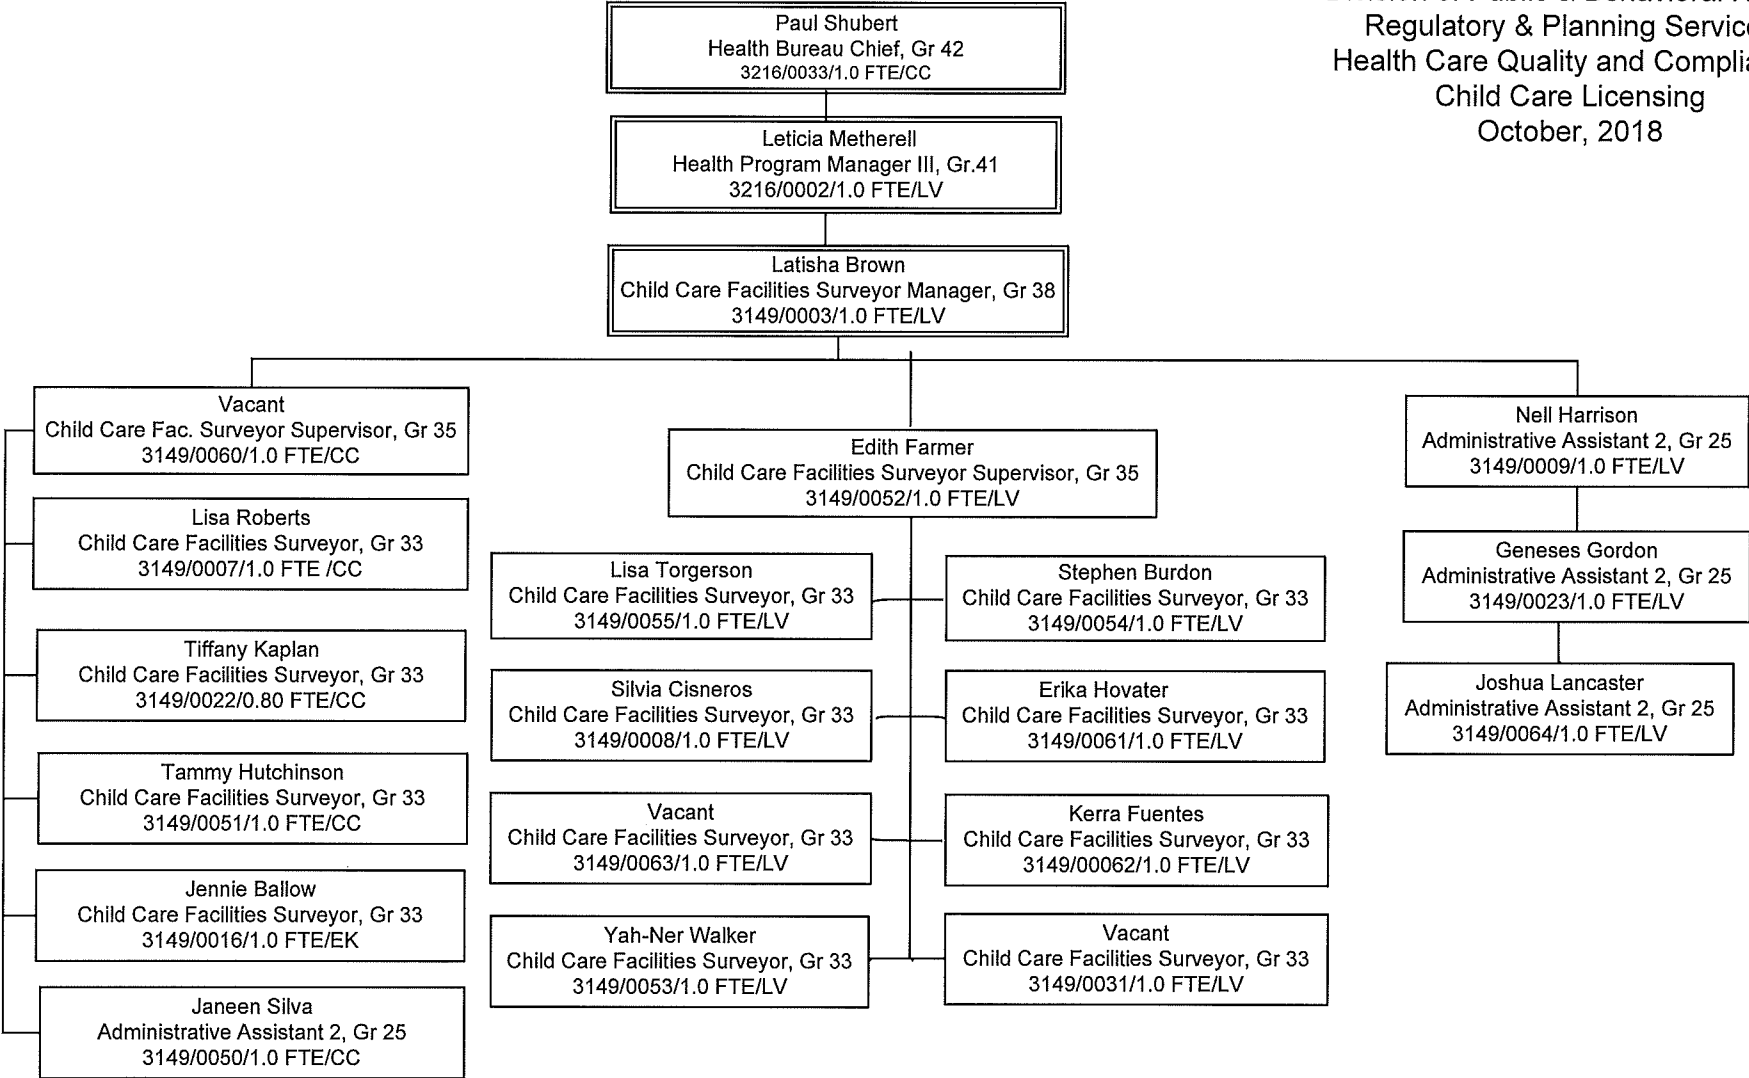 Regulatory & Planning
Health Care Quality and
Child Care Licensing
October, 2018
Paul Shubert
Health Bureau Chief, Gr 42
3216/0033/1.0 FTE/CC
Leticia Metherell
Health Program Manager III, Gr.41
3216/0002/1.0 FTE/LV
Latisha Brown
Child Care Facilities Surveyor Manager, Gr 38
3149/0003/1.0 FTE/LV
Vacant
Child Care Fac. Surveyor Supervisor, Gr 35
3149/0060/1.0 FTE/CC
Lisa Roberts
Child Care Facilities Surveyor, Gr 33
3149/0007/1.0 FTE /CC
Tiffany Kaplan
Child Care Facilities Surveyor, Gr 33
3149/0022/0.80 FTE/CC
Tammy Hutchinson
Child Care Facilities Surveyor, Gr 33
3149/0051/1.0 FTE/CC
Jennie Ballow
Child Care Facilities Surveyor, Gr 33
3149/0016/1.0 FTE/EK
Janeen Silva
Administrative Assistant 2, Gr 25
3149/0050/1.0 FTE/CC
Edith Farmer
Child Care Facilities Surveyor Supervisor, Gr 35
3149/0052/1.0 FTE/LV
Lisa Torgerson
Child Care Facilities Surveyor, Gr 33
3149/0055/1.0 FTE/LV
Silvia Cisneros
Child Care Facilities Surveyor, Gr 33
3149/0008/1.0 FTE/LV
Vacant
Child Care Facilities Surveyor, Gr 33
3149/0063/1.0 FTE/LV
Yah-Ner Walker
Child Care Facilities Surveyor, Gr 33
3149/0053/1.0 FTE/LV
Stephen Burdon
Child Care Facilities Surveyor, Gr 33
3149/0054/1.0 FTE/LV
Erika Hovater
Child Care Facilities Surveyor, Gr 33
3149/0061/1.0 FTE/LV
Kerra Fuentes
Child Care Facilities Surveyor, Gr 33
3149/00062/1.0 FTE/LV
Vacant
Child Care Facilities Surveyor, Gr 33
3149/0031/1.0 FTE/LV
Nell Harrison
Administrative Assistant 2, Gr 25
3149/0009/1.0 FTE/LV
Geneses Gordon
Administrative Assistant 2, Gr 25
3149/0023/1.0 FTE/LV
Joshua Lancaster
Administrative Assistant 2, Gr 25
3149/0064/1.0 FTE/LV